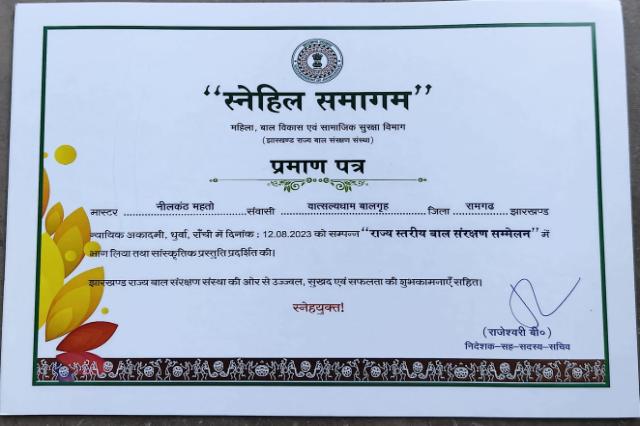 “स्नेहिल समागम”
महिला, बाल विकास एवं सामाजिक सुरक्षा विभाग
(झारखण्ड राज्य बाल संरक्षण संस्था)
प्रमाण पत्र
मास्टर नीलकंठ महतो संवासी वात्सल्यधाम बालगृह जिला रामगढ झारखण्ड
न्यायिक अकादमी, धुर्वा, राँची में दिनांक : 12.08.2023 को सम्पन्न “राज्य स्तरीय बाल संरक्षण सम्मेलन” में
भाग लिया तथा सांस्कृतिक प्रस्तुति प्रदर्शित की।
झारखण्ड राज्य बाल संरक्षण संस्था की ओर से उज्जवल, सुखद एवं सफलता की शुभकामनाएँ सहित।
स्नेहयुक्त!
(राजेश्वरी बी०)
निदेशक-सह-सदस्य-सचिव